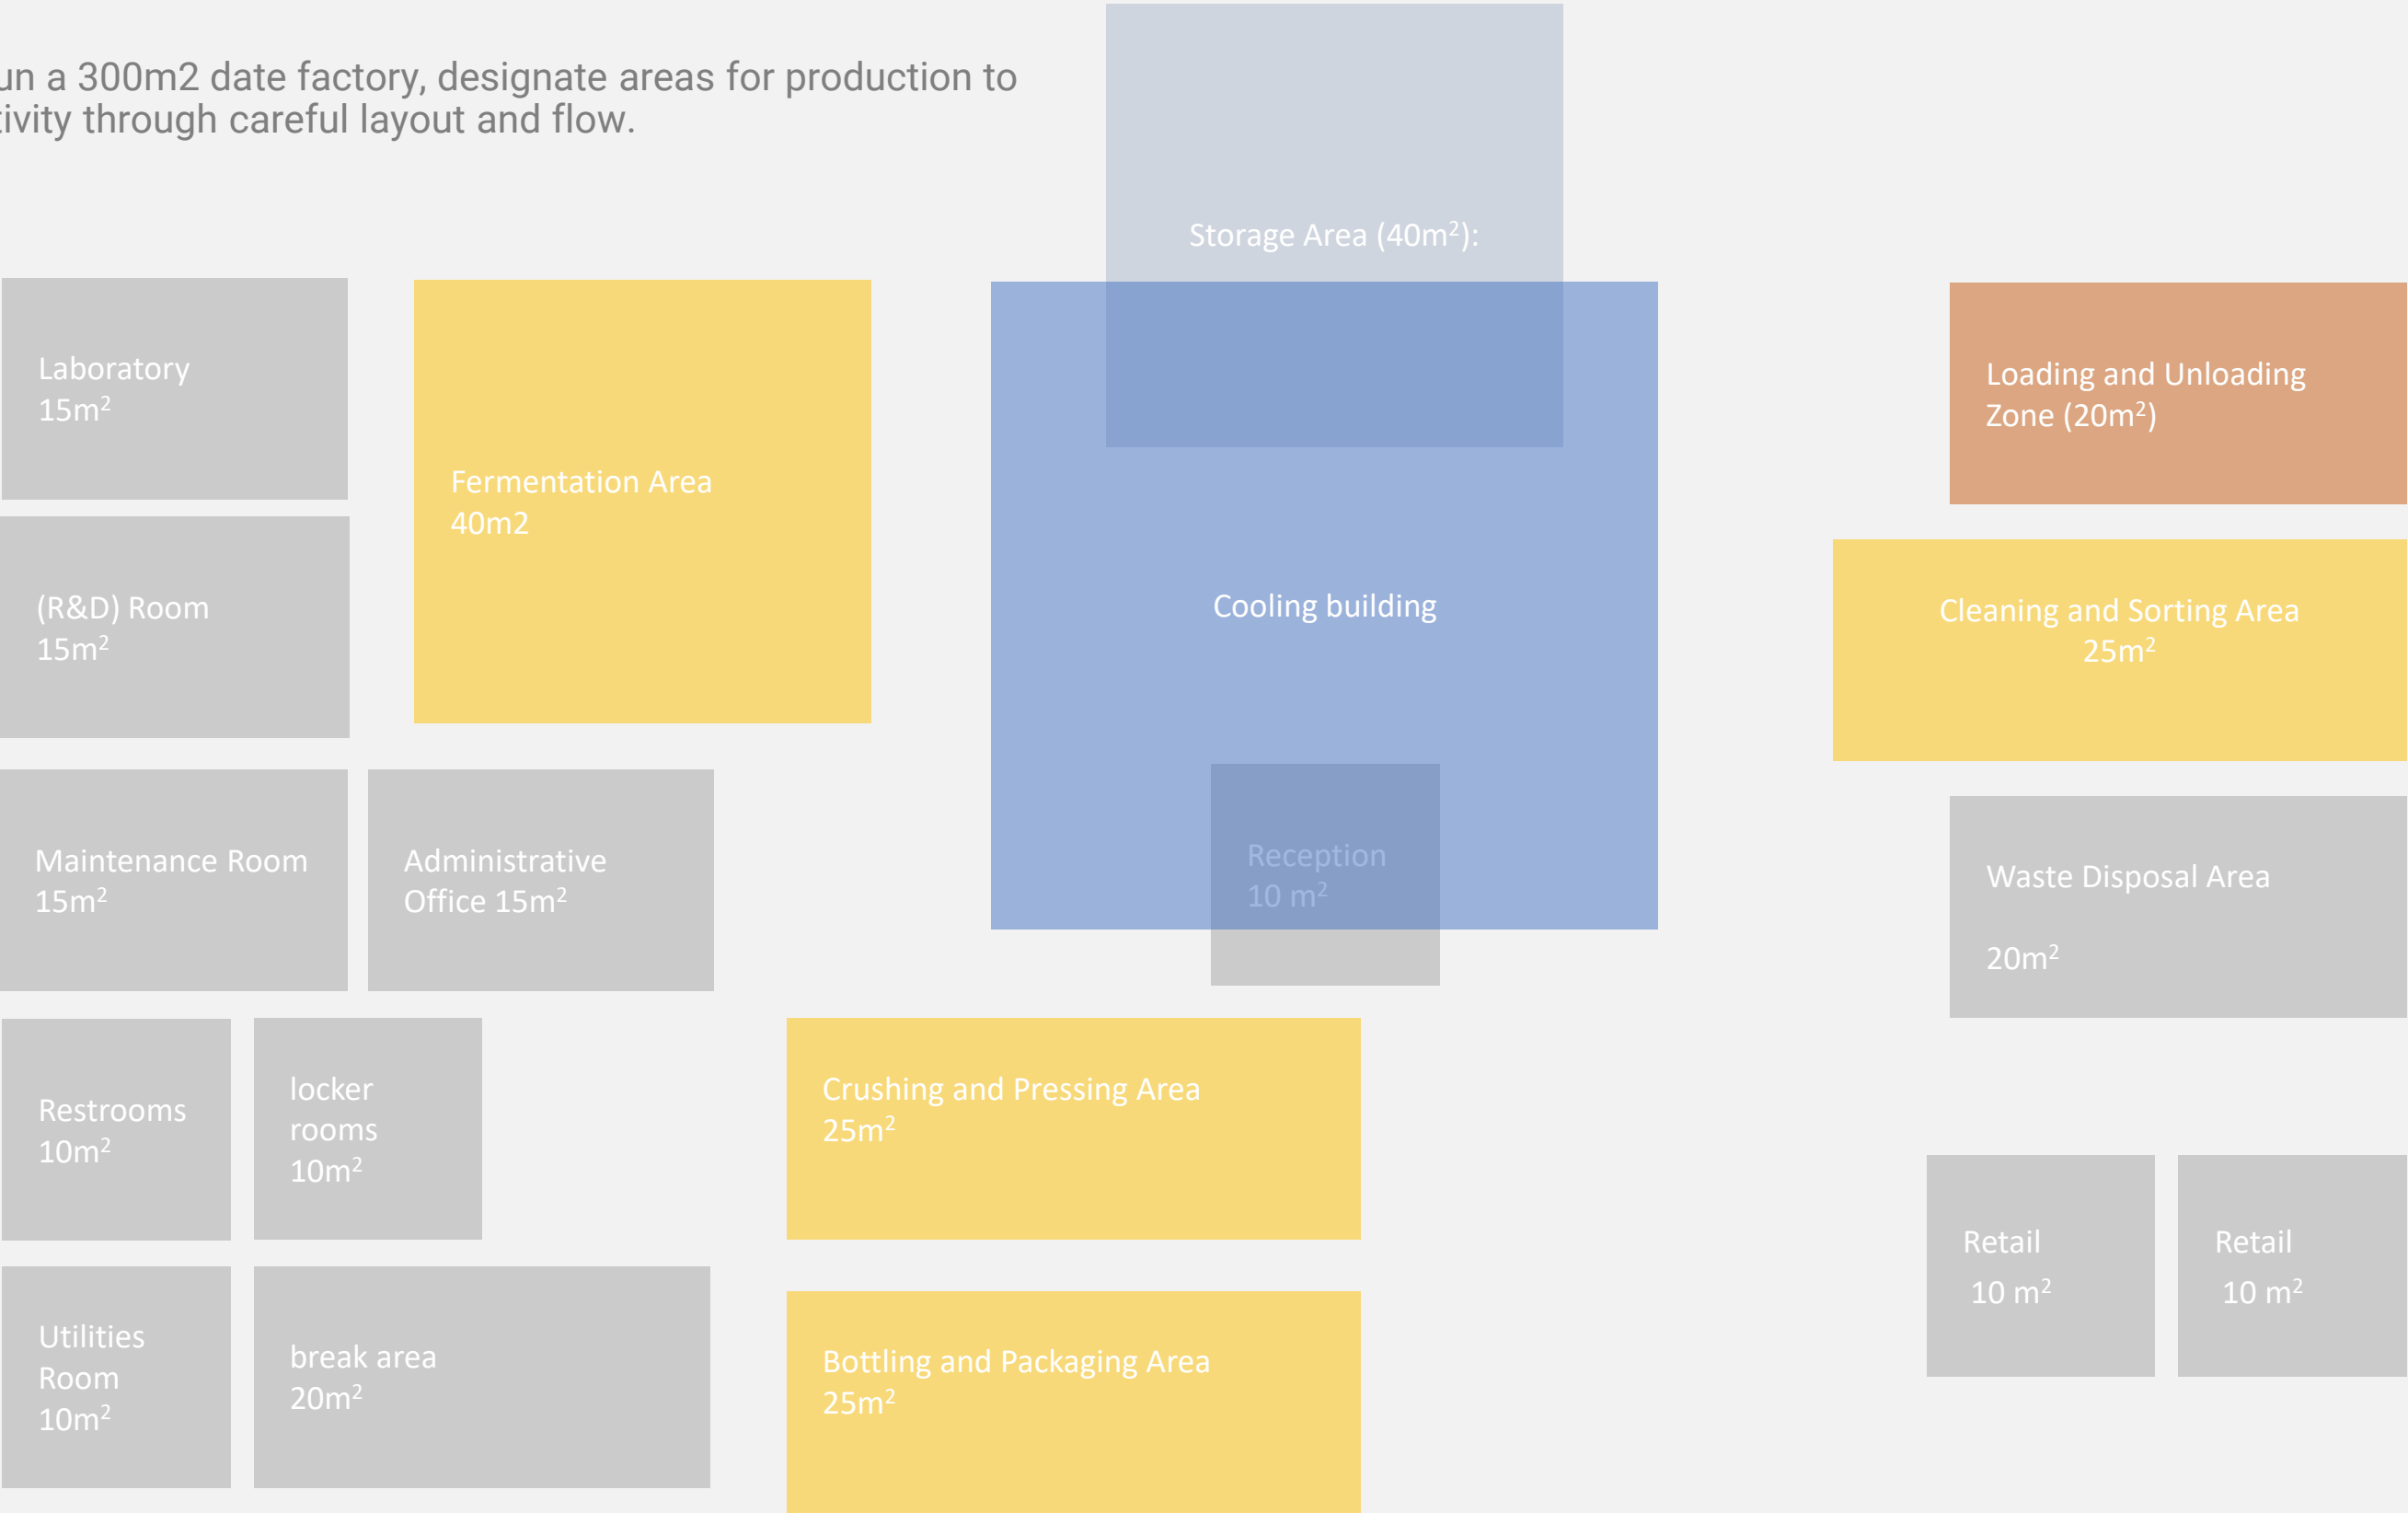 un a 300m2 date factory, designate areas for production to
tivity through careful layout and flow.
Storage Area (40m²):
Laboratory
15m²
Fermentation Area
40m2
Loading and Unloading
Zone (20m²)
(R&D) Room
15m²
Cooling building
Cleaning and Sorting Area
25m²
Maintenance Room
15m²
Administrative
Office 15m²
Reception
10 m²
Waste Disposal Area
20m²
Restrooms
10m²
locker
rooms
10m²
Crushing and Pressing Area
25m²
Retail
10 m²
Retail
10 m²
Utilities
Room
10m²
break area
20m²
Bottling and Packaging Area
25m²